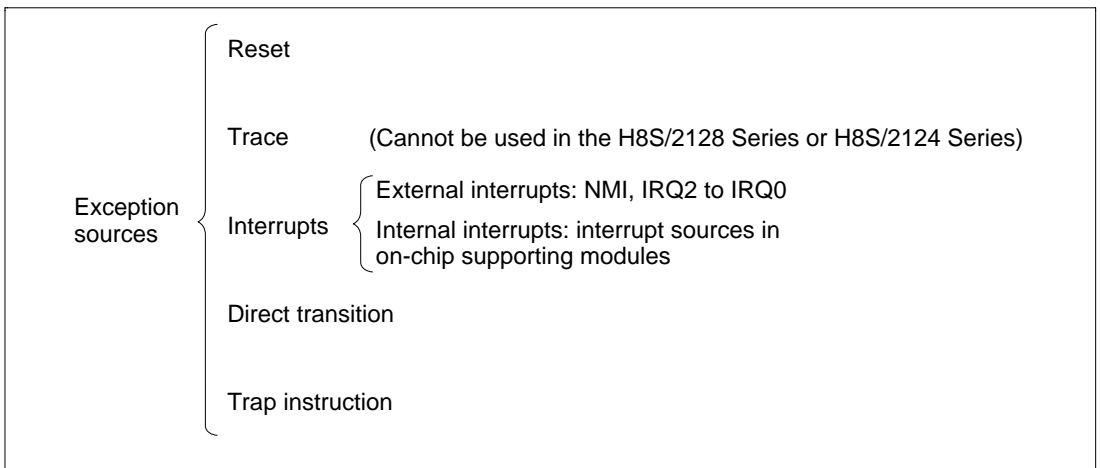 Reset
Trace (Cannot be used in the H8S/2128 Series or H8S/2124 Series)
Exception
sources
Interrupts
External interrupts: NMI, IRQ2 to IRQ0
Internal interrupts: interrupt sources in
on-chip supporting modules
Direct transition
Trap instruction